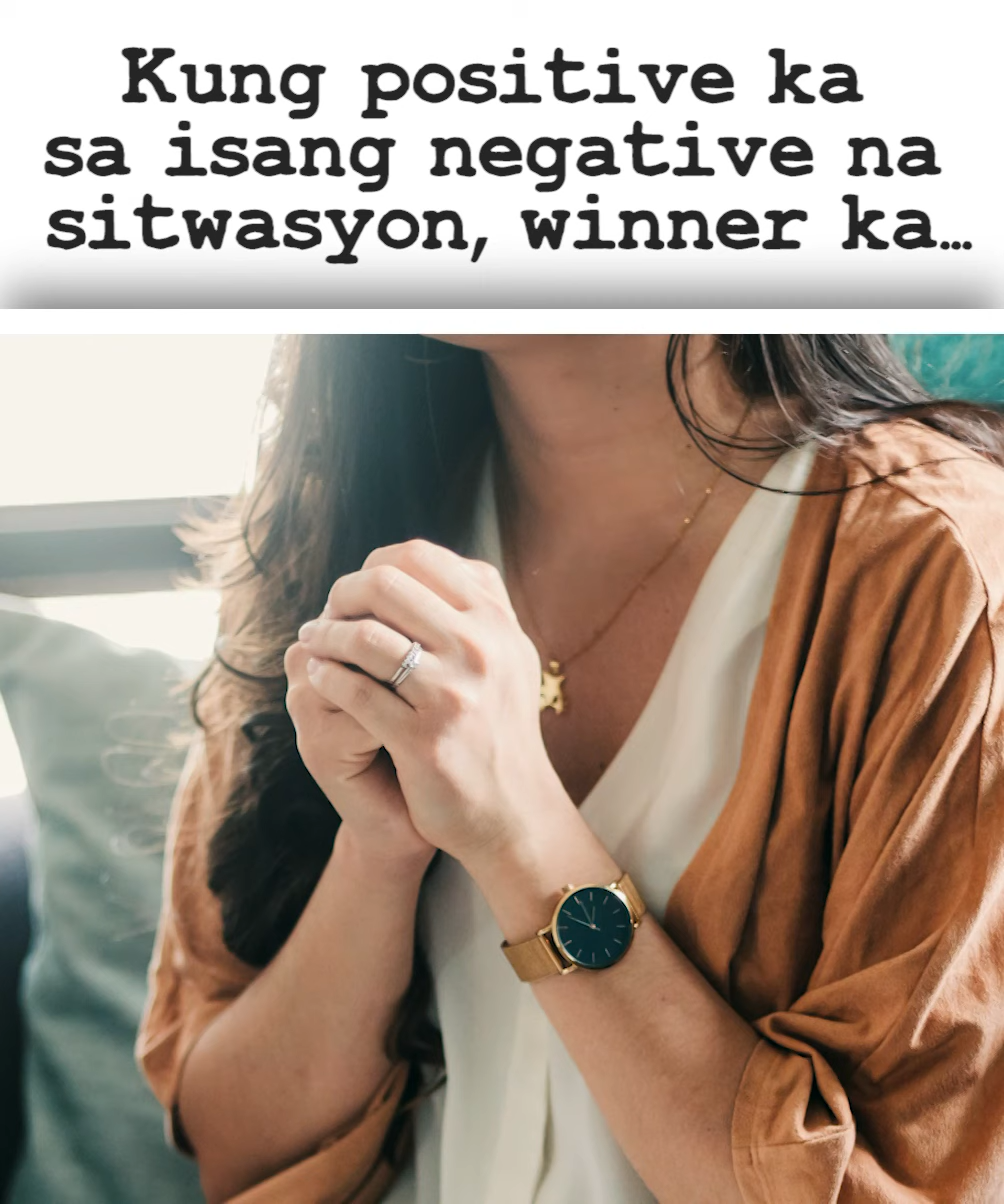 Kung positive ka
sa isang negative na
sitwasyon, winner ka…